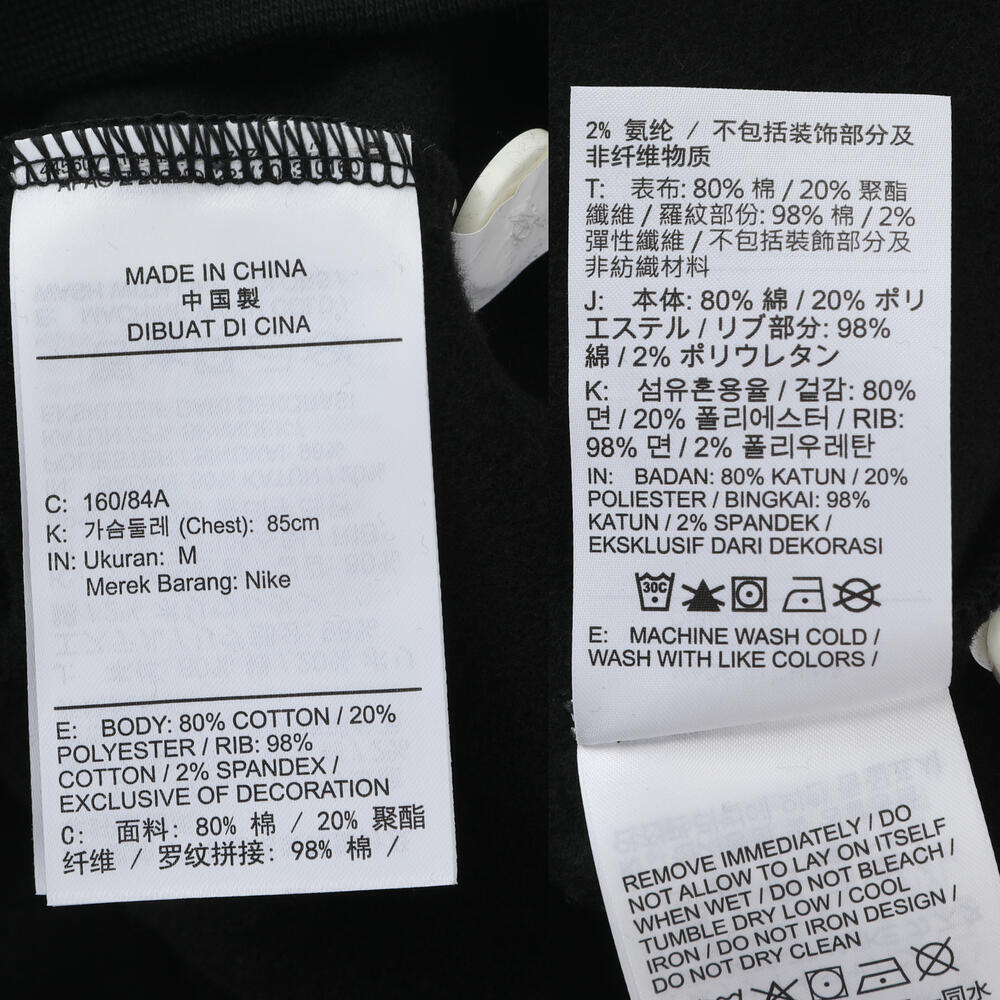 MADE IN CHINA
中国製
DIBUAT DI CINA
C: 160/84A
K: 가슴둘레 (Chest): 85cm
IN: Ukuran: M
Merek Barang: Nike
E: BODY: 80% COTTON / 20%
POLYESTER / RIB: 98%
COTTON / 2% SPANDEX /
EXCLUSIVE OF DECORATION
C: 面料: 80% 棉 / 20% 聚酯
纤维 / 罗纹拼接: 98% 棉 /
2% 氨纶 / 不包括装饰部分及
非纤维物质
T: 表布: 80% 棉 / 20% 聚酯
纖維 / 羅紋部份: 98% 棉 / 2%
彈性纖維 / 不包括裝飾部分及
非紡織材料
J: 本体: 80% 綿 / 20% ポリ
エステル / リブ部分: 98%
綿 / 2% ポリウレタン
K: 섬유혼용율 / 겉감: 80%
면 / 20% 폴리에스터 / RIB:
98% 면 / 2% 폴리우레탄
IN: BADAN: 80% KATUN / 20%
POLIESTER / BINGKAI: 98%
KATUN / 2% SPANDEK /
EKSKLUSIF DARI DEKORASI
30C
E: MACHINE WASH COLD /
WASH WITH LIKE COLORS /
REMOVE IMMEDIATELY / DO
NOT ALLOW TO LAY ON ITSELF
WHEN WET / DO NOT BLEACH /
TUMBLE DRY LOW / COOL
IRON / DO NOT IRON DESIGN /
DO NOT DRY CLEAN
同水